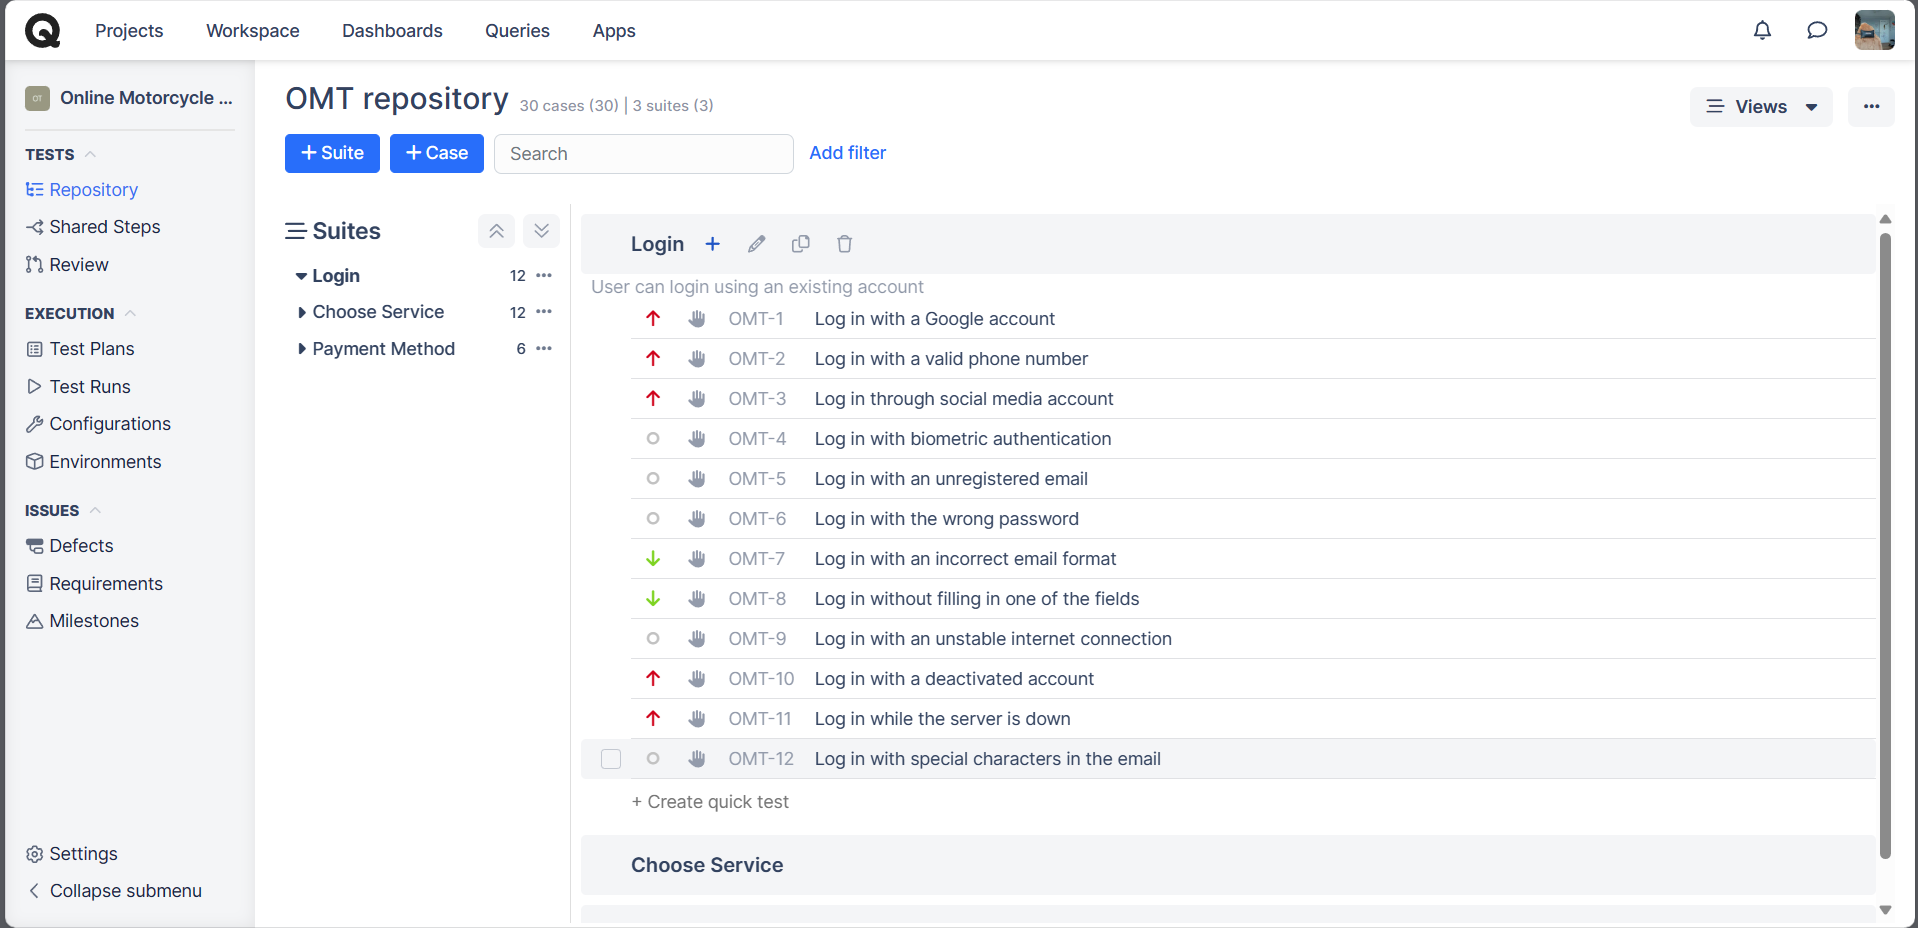 Projects
Workspace
Dashboards
Queries
Apps
OT
Online Motorcycle ...
TESTS
Repository
Shared Steps
Review
EXECUTION
Test Plans
Test Runs
Configurations
Environments
ISSUES
Defects
Requirements
Milestones
Settings
Collapse submenu
OMT repository 30 cases (30) | 3 suites (3)
Views
+ Suite
+ Case
Search
Add filter
Suites
Login 12
Choose Service 12
Payment Method 6
Login
User can login using an existing account
OMT-1 Log in with a Google account
OMT-2 Log in with a valid phone number
OMT-3 Log in through social media account
OMT-4 Log in with biometric authentication
OMT-5 Log in with an unregistered email
OMT-6 Log in with the wrong password
OMT-7 Log in with an incorrect email format
OMT-8 Log in without filling in one of the fields
OMT-9 Log in with an unstable internet connection
OMT-10 Log in with a deactivated account
OMT-11 Log in while the server is down
OMT-12 Log in with special characters in the email
+ Create quick test
Choose Service